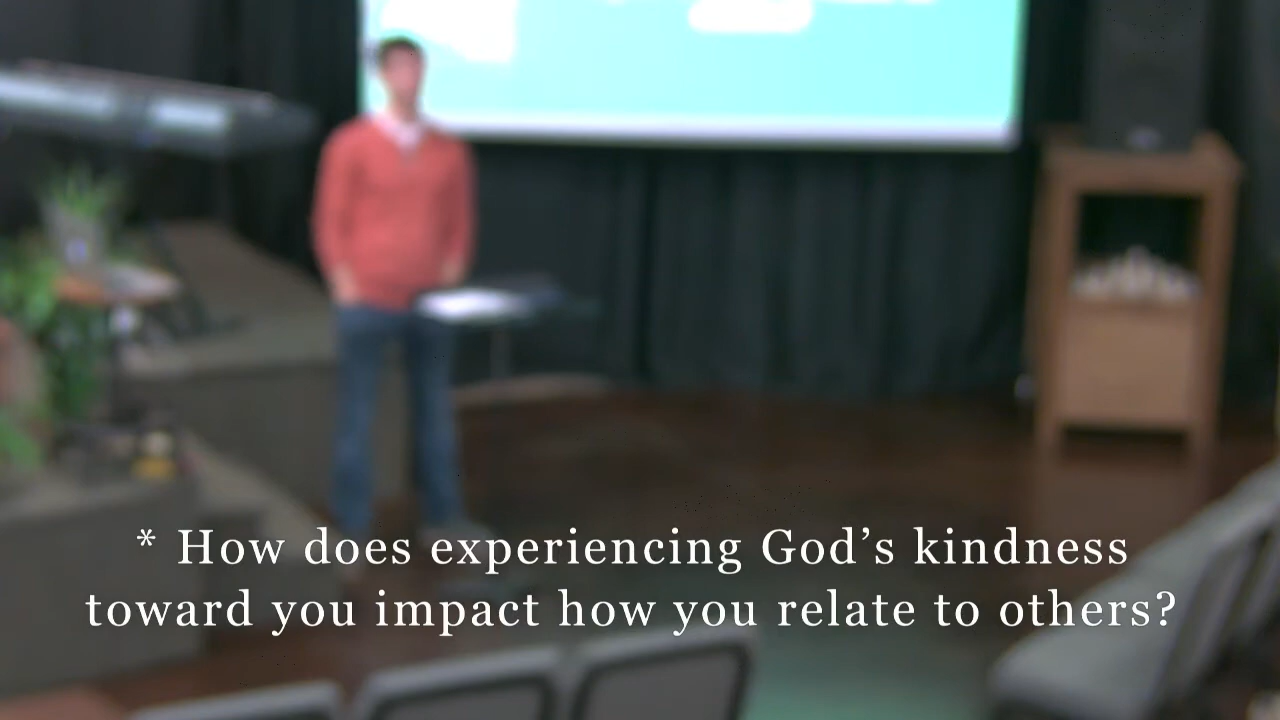 * How does experiencing God’s kindness
toward you impact how you relate to others?